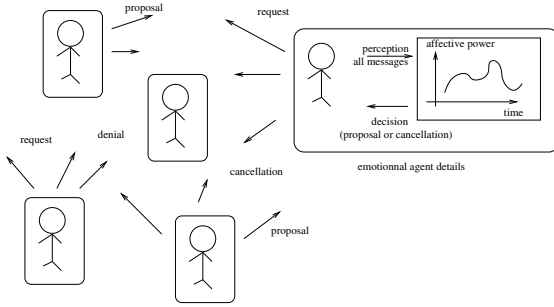 proposal
request
perception
all messages
affective power
time
decision
(proposal or cancellation)
emotionnal agent details
request
denial
cancellation
proposal